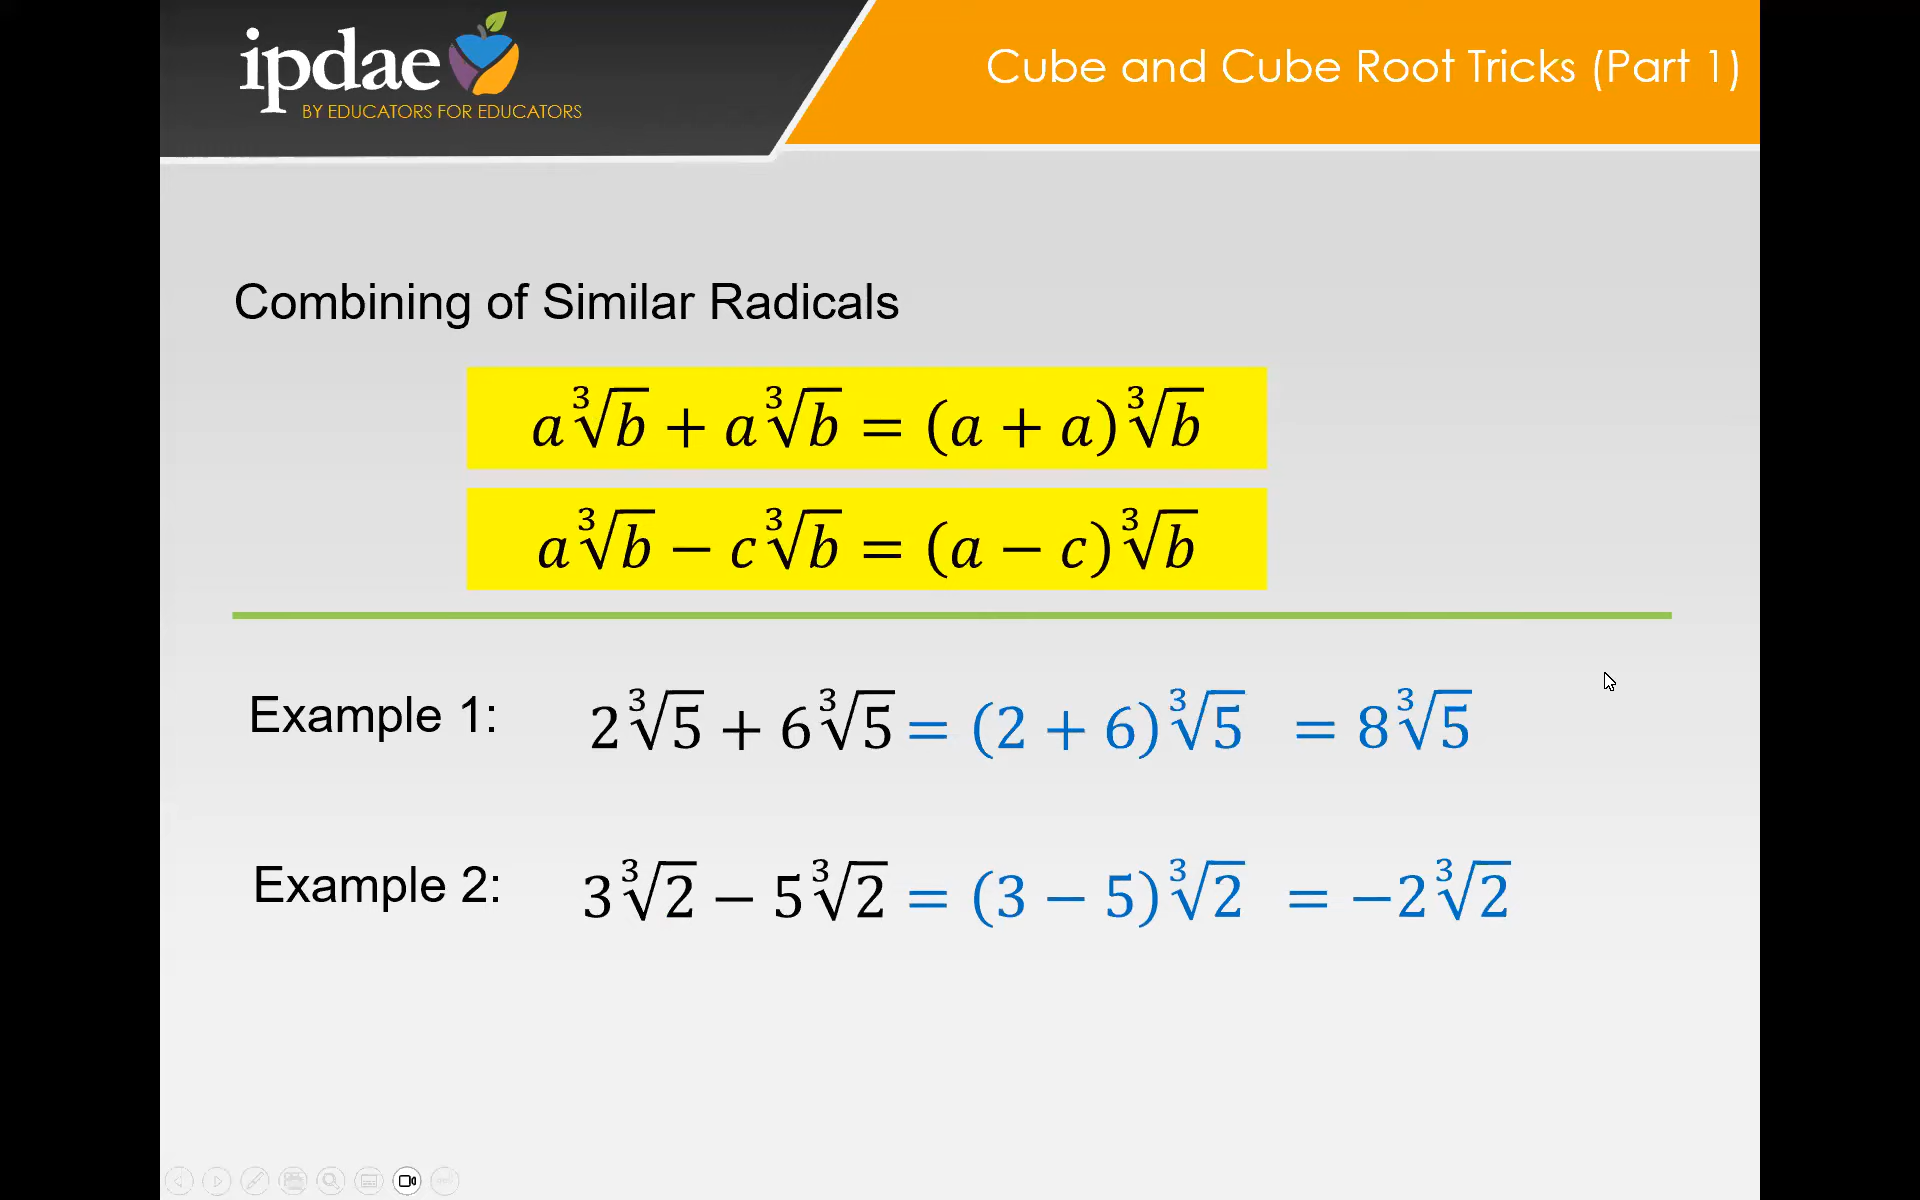 ipdae
BY EDUCATORS FOR EDUCATORS
Cube and Cube Root Tricks (Part 1)
Combining of Similar Radicals
a∛b + a∛b = (a + a)∛b
a∛b − c∛b = (a − c)∛b
Example 1: 2∛5 + 6∛5 = (2 + 6)∛5 = 8∛5
Example 2: 3∛2 − 5∛2 = (3 − 5)∛2 = −2∛2